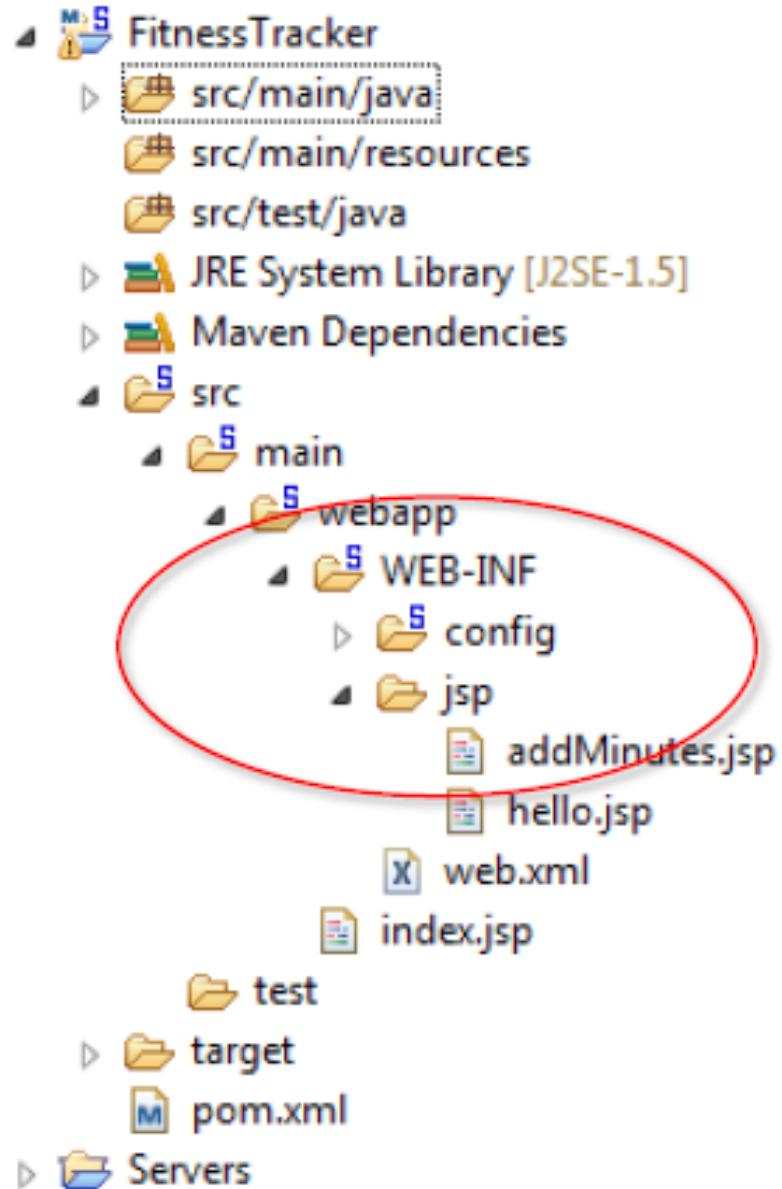 FitnessTracker
src/main/java
src/main/resources
src/test/java
JRE System Library [J2SE-1.5]
Maven Dependencies
src
main
webapp
WEB-INF
config
jsp
addMinutes.jsp
hello.jsp
web.xml
index.jsp
test
target
pom.xml
Servers